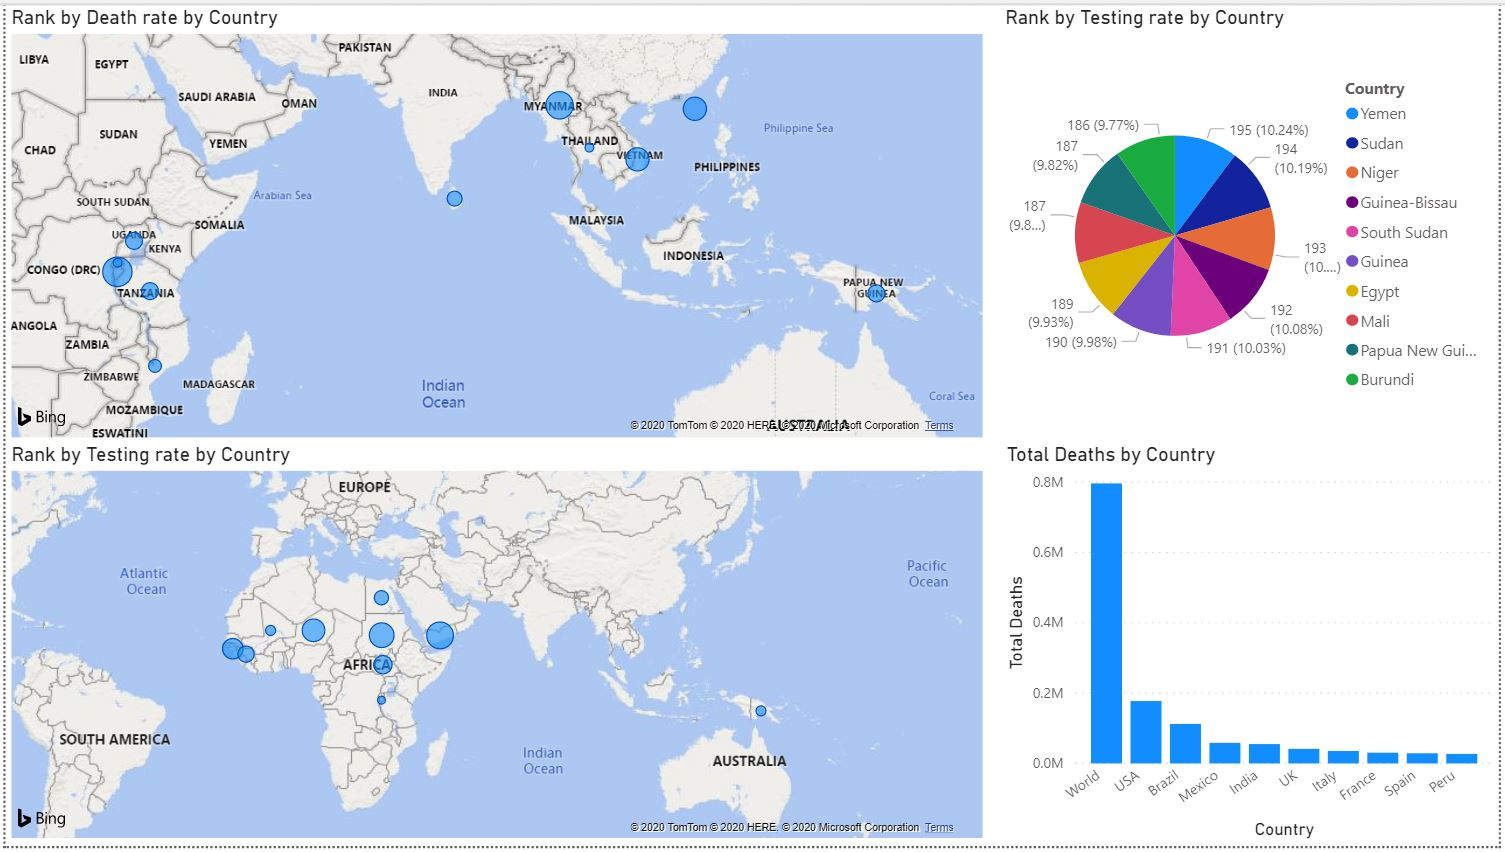 Rank by Death rate by Country
LIBYA
EGYPT
PAKISTAN
SAUDI ARABIA
OMAN
INDIA
MYANMAR
CHAD
SUDAN
YEMEN
THAILAND
VIETNAM
Philippine Sea
PHILIPPINES
Arabian Sea
SOUTH SUDAN
SOMALIA
MALAYSIA
UGANDA
KENYA
CONGO (DRC)
INDONESIA
TANZANIA
PAPUA NEW
GUINEA
ANGOLA
ZAMBIA
ZIMBABWE
MADAGASCAR
MOZAMBIQUE
ESWATINI
Indian
Ocean
Coral Sea
AUSTRALIA
Bing
© 2020 TomTom © 2020 HERE, © 2020 Microsoft Corporation Terms
Rank by Testing rate by Country
186 (9.77%)
195 (10.24%)
187
(9.82%)
194
(10.19%)
187
(9.8...)
193
(10....)
189
(9.93%)
192
(10.08%)
190 (9.98%)
191 (10.03%)
Country
Yemen
Sudan
Niger
Guinea-Bissau
South Sudan
Guinea
Egypt
Mali
Papua New Gui...
Burundi
Rank by Testing rate by Country
EUROPE
Atlantic
Ocean
Pacific
Ocean
AFRICA
SOUTH AMERICA
Indian
Ocean
AUSTRALIA
Bing
© 2020 TomTom © 2020 HERE, © 2020 Microsoft Corporation Terms
Total Deaths by Country
0.8M
0.6M
0.4M
0.2M
0.0M
Total Deaths
World
USA
Brazil
Mexico
India
UK
Italy
France
Spain
Peru
Country